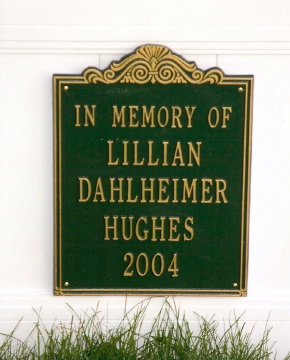 IN MEMORY OF
LILLIAN
DAHLHEIMER
HUGHES
2004